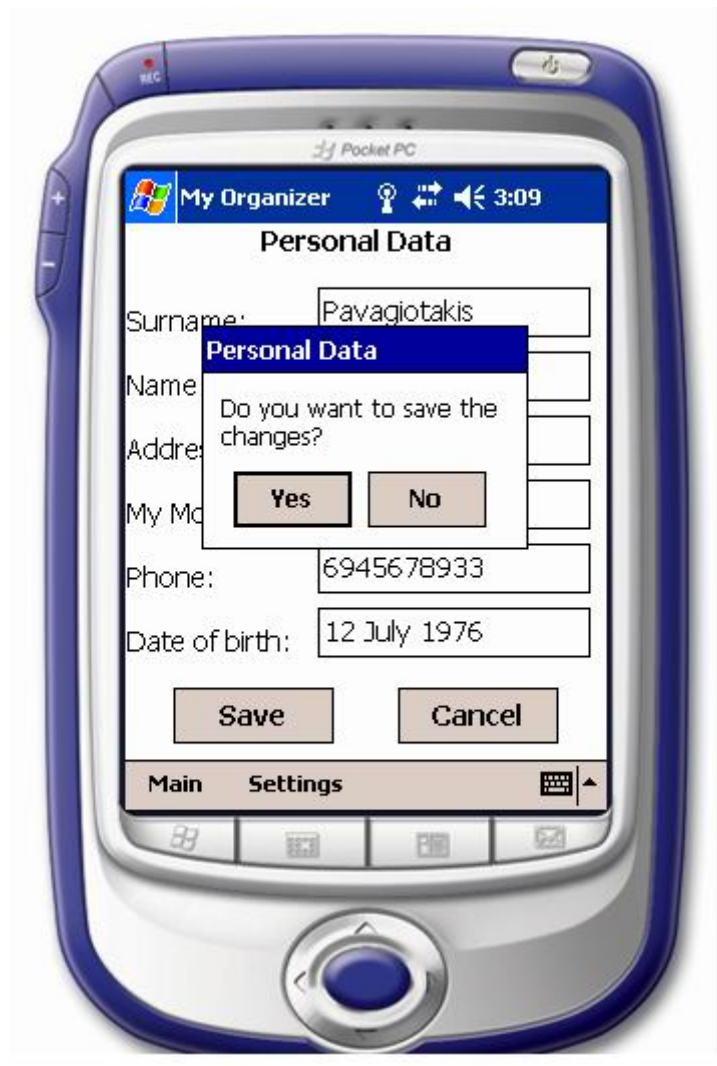 REC
Pocket PC
My Organizer 3:09
Personal Data
Surname: Pavagiotakis
Personal Data
Name
Do you want to save the
changes?
Addre
Yes No
My Mo
Phone: 6945678933
Date of birth: 12 July 1976
Save Cancel
Main Settings